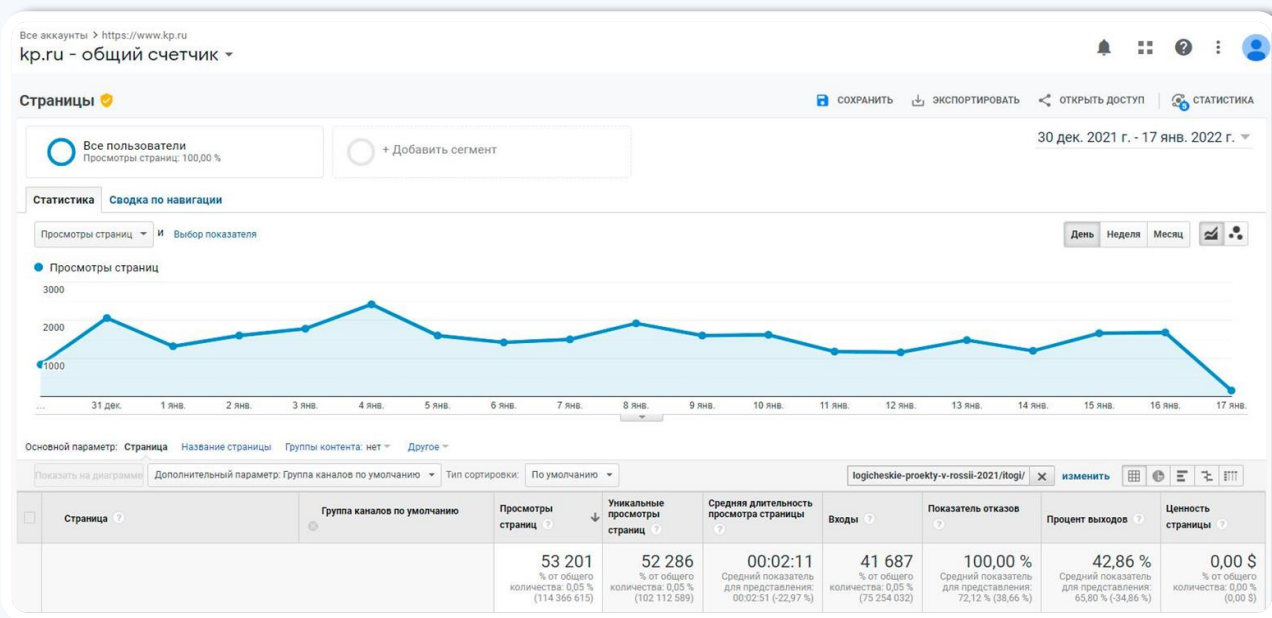 Все аккаунты > https://www.kp.ru
kp.ru - общий счетчик
Страницы
СОХРАНИТЬ ЭКСПОРТИРОВАТЬ ОТКРЫТЬ ДОСТУП СТАТИСТИКА
Все пользователи
Просмотры страниц: 100,00 %
+ Добавить сегмент
30 дек. 2021 г. - 17 янв. 2022 г.
Статистика Сводка по навигации
Просмотры страниц И Выбор показателя
День Неделя Месяц
Просмотры страниц
3000
2000
1000
... 31 дек. 1 янв. 2 янв. 3 янв. 4 янв. 5 янв. 6 янв. 7 янв. 8 янв. 9 янв. 10 янв. 11 янв. 12 янв. 13 янв. 14 янв. 15 янв. 16 янв. 17 янв.
Основной параметр: Страница Название страницы Группы контента: нет Другое
Показать на диаграмме Дополнительный параметр: Группа каналов по умолчанию Тип сортировки: По умолчанию logicheskie-proekty-v-rossii-2021/itogi/ изменить
Страница
Группа каналов по умолчанию
Просмотры
страниц
Уникальные
просмотры
страниц
Средняя длительность
просмотра страницы
Входы
Показатель отказов
Процент выходов
Ценность
страницы
53 201
% от общего
количества: 0,05 %
(114 366 615)
52 286
% от общего
количества: 0,05 %
(102 112 589)
00:02:11
Средний показатель
для представления:
00:02:51 (-22,97 %)
41 687
% от общего
количества: 0,05 %
(75 254 032)
100,00 %
Средний показатель
для представления:
72,12 % (38,66 %)
42,86 %
Средний показатель
для представления:
65,80 % (-34,86 %)
0,00 $
% от общего
количества: 0,00 %
(0,00 $)